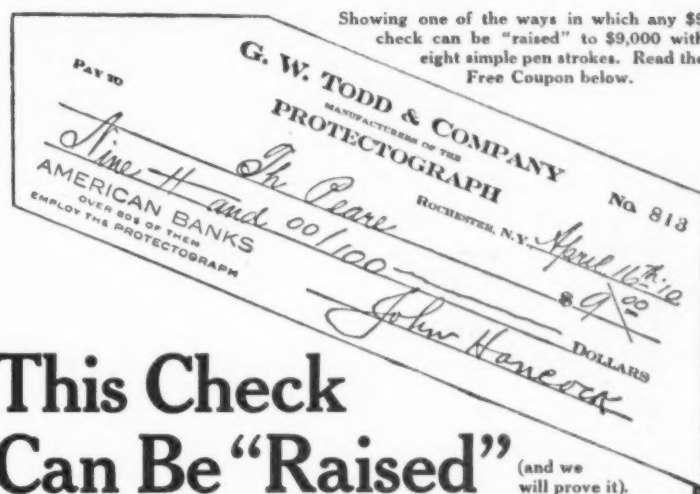 Showing one of the ways in which any $9
check can be "raised" to $9,000 with
eight simple pen strokes. Read the
Free Coupon below.
G. W. TODD & COMPANY
MANUFACTURERS OF THE
PROTECTOGRAPH
No. 813
ROCHESTER, N.Y., April 16th 10
PAY TO Th Peare $ 9 00
Nine H and 00/100 DOLLARS
AMERICAN BANKS
OVER 80% OF THEM
EMPLOY THE PROTECTOGRAPH
John Hancock
This Check
Can Be "Raised" (and we
will prove it).